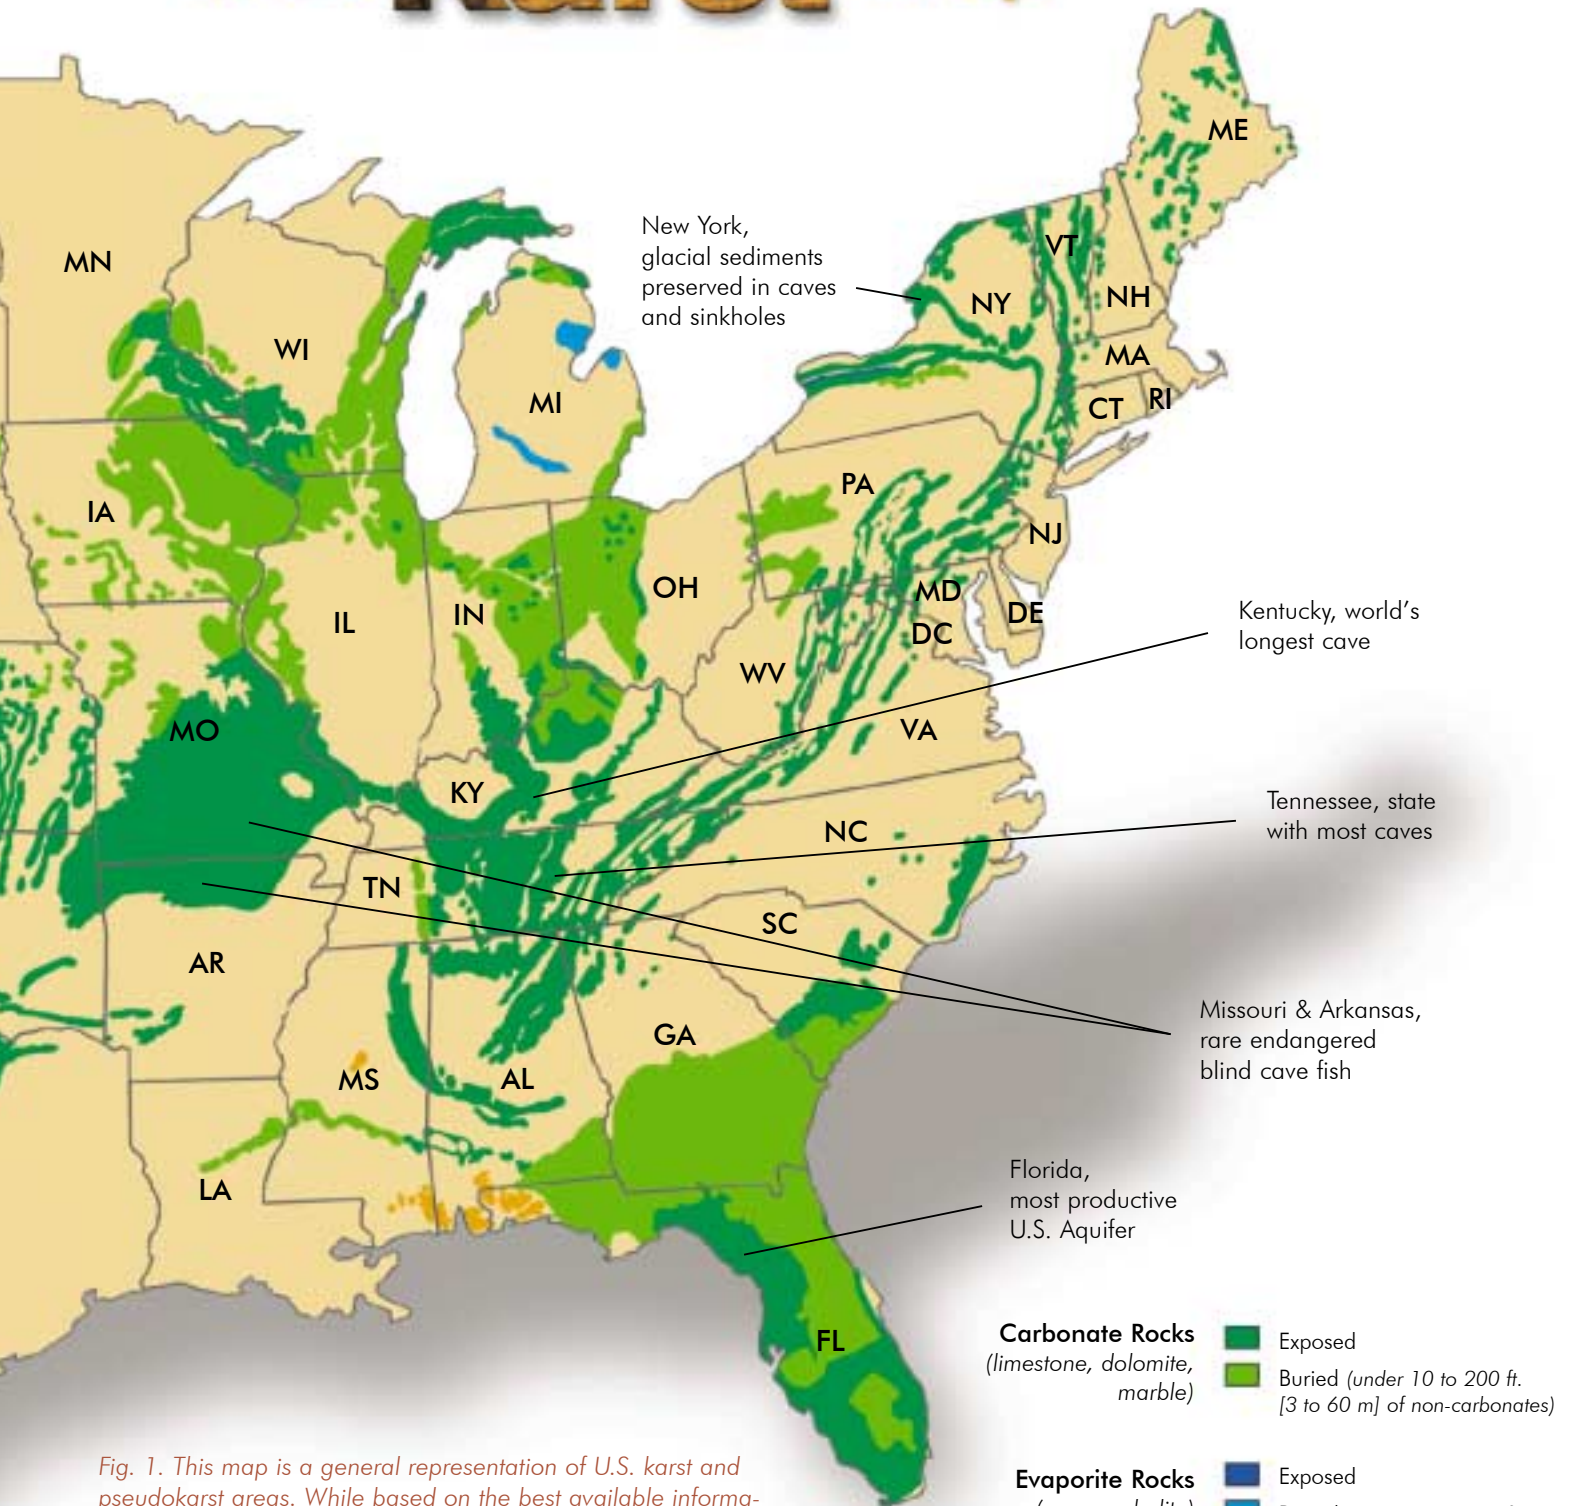 Karst
ME
MN
New York,
glacial sediments
preserved in caves
and sinkholes
VT
NY
NH
WI
MA
MI
CT
RI
PA
IA
NJ
OH
MD
DE
IL
IN
DC
Kentucky, world's
longest cave
WV
MO
VA
KY
Tennessee, state
with most caves
NC
TN
SC
AR
Missouri & Arkansas,
rare endangered
blind cave fish
GA
MS
AL
Florida,
most productive
U.S. Aquifer
LA
FL
Carbonate Rocks
(limestone, dolomite,
marble)
Exposed
Buried (under 10 to 200 ft.
[3 to 60 m] of non-carbonates)
Fig. 1. This map is a general representation of U.S. karst and
pseudokarst areas. While based on the best available informa-
Evaporite Rocks
Exposed